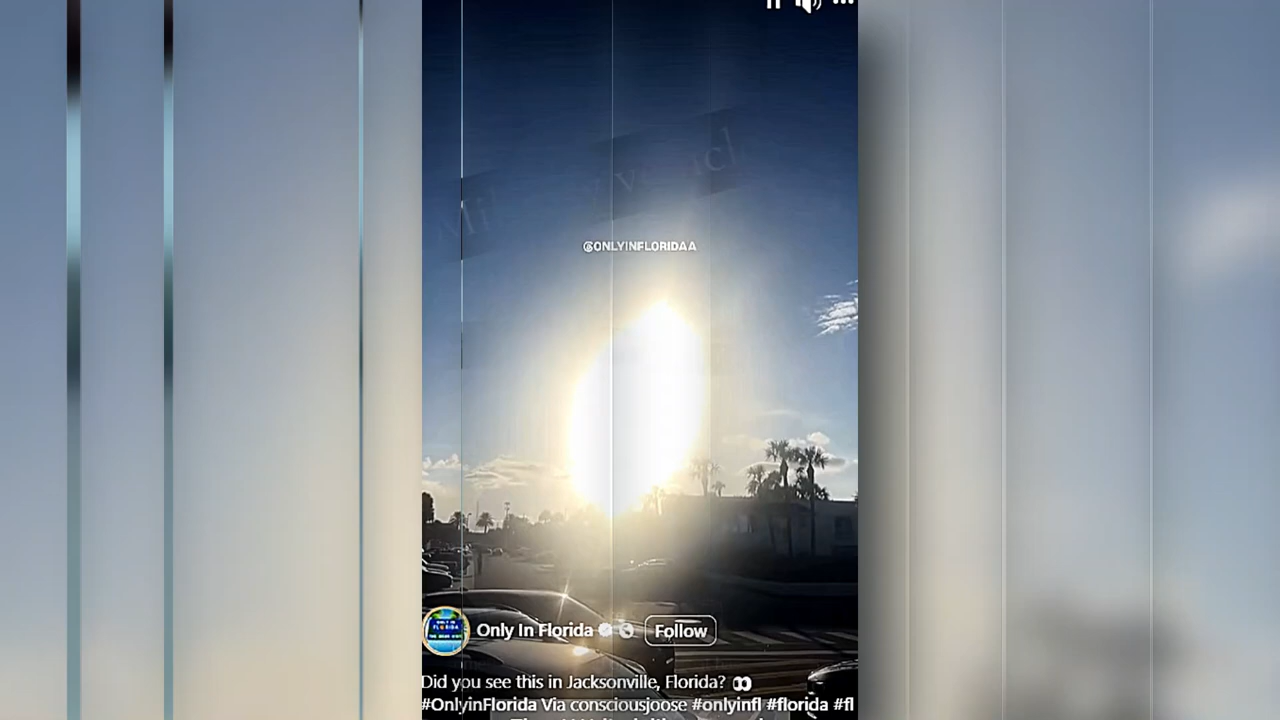 @ONLYINFLORIDAA
Only In Florida
Follow
Did you see this in Jacksonville, Florida?
#OnlyinFlorida Via consciousjoose #onlyinfl #florida #fl